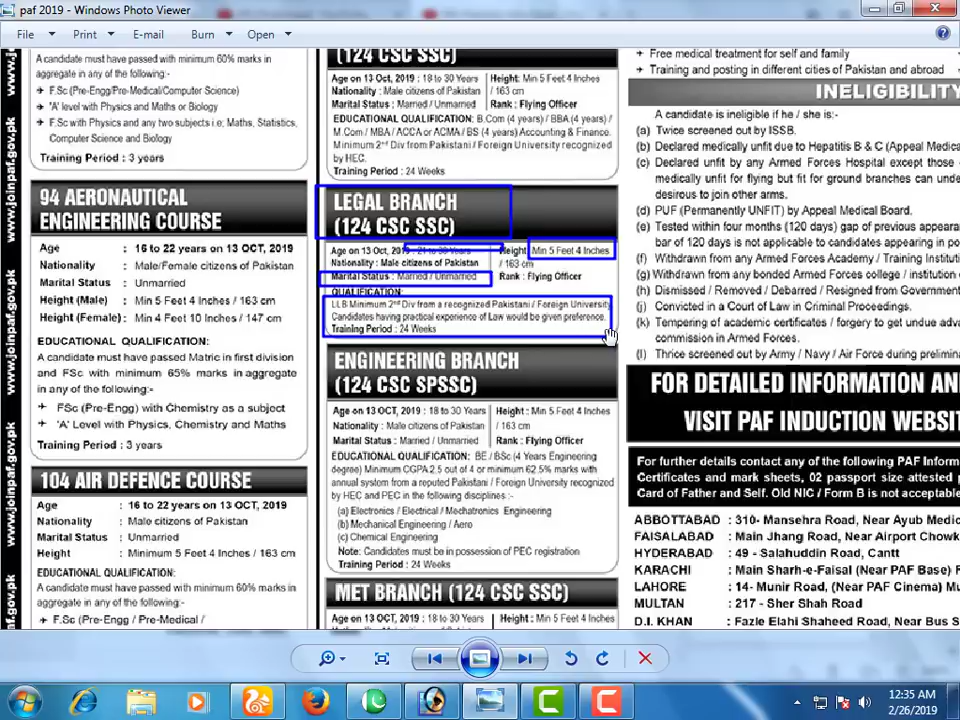 paf 2019 - Windows Photo Viewer
File Print E-mail Burn Open
www.joinpaf.gov.pk
www.joinpaf.gov.pk
.gov.pk
A candidate must have passed with minimum 60% marks in
aggregate in any of the following:-
F.Sc (Pre-Engg/Pre-Medical/Computer Science)
'A' level with Physics and Maths or Biology
F.Sc with Physics and any two subjects i.e; Maths, Statistics,
Computer Science and Biology
Training Period : 3 years
94 AERONAUTICAL
ENGINEERING COURSE
Age : 16 to 22 years on 13 OCT, 2019
Nationality : Male/Female citizens of Pakistan
Marital Status : Unmarried
Height (Male) : Min 5 Feet 4 Inches / 163 cm
Height (Female) : Min 4 Feet 10 Inches / 147 cm
EDUCATIONAL QUALIFICATION:
A candidate must have passed Matric in first division
and FSc with minimum 65% marks in aggregate
in any of the following:
FSc (Pre-Engg) with Chemistry as a subject
'A' Level with Physics, Chemistry and Maths
Training Period : 3 years
104 AIR DEFENCE COURSE
Age : 16 to 22 years on 13 OCT, 2019
Nationality : Male citizens of Pakistan
Marital Status : Unmarried
Height : Minimum 5 Feet 4 Inches / 163 cm
EDUCATIONAL QUALIFICATION:
A candidate must have passed with minimum 60% marks in
aggregate in any of the following:-
F.Sc (Pre-Engg / Pre-Medical /
(124 CSC SSC)
Age on 13 Oct, 2019 : 18 to 30 Years Height: Min 5 Feet 4 Inches
Nationality : Male citizens of Pakistan / 163 cm
Marital Status : Married / Unmarried Rank : Flying Officer
EDUCATIONAL QUALIFICATION: B.Com (4 years) / BBA (4 years) /
M.Com / MBA / ACCA or ACMA / BS (4 years) Accounting & Finance.
Minimum 2nd Div from Pakistani / Foreign University recognized
by HEC.
Training Period : 24 Weeks
LEGAL BRANCH
(124 CSC SSC)
Age on 13 Oct, 2019 : 21 to 30 Years Height: Min 5 Feet 4 Inches
Nationality : Male citizens of Pakistan / 163 cm
Marital Status : Married / Unmarried Rank : Flying Officer
QUALIFICATION:
LLB Minimum 2nd Div from a recognized Pakistani / Foreign University.
Candidates having practical experience of Law would be given preference.
Training Period : 24 Weeks
ENGINEERING BRANCH
(124 CSC SPSSC)
Age on 13 OCT, 2019 : 18 to 30 Years Height: Min 5 Feet 4 Inches
Nationality : Male citizens of Pakistan / 163 cm
Marital Status : Married / Unmarried Rank : Flying Officer
EDUCATIONAL QUALIFICATION: BE / BSc (4 Years Engineering
degree) Minimum CGPA 2.5 out of 4 or minimum 62.5% marks with
annual system from a reputed Pakistani / Foreign University recognized
by HEC and PEC in the following disciplines :-
(a) Electronics / Electrical / Mechatronics Engineering
(b) Mechanical Engineering / Aero
(c) Chemical Engineering
Note: Candidates must be in possession of PEC registration
Training Period : 24 Weeks
MET BRANCH (124 CSC SSC)
Age on 13 OCT, 2019 : 18 to 30 Years Height : Min 5 Feet 4 Inches
Free medical treatment for self and family
Training and posting in different cities of Pakistan and abroad
INELIGIBILITY
A candidate is ineligible if he / she is:-
(a) Twice screened out by ISSB.
(b) Declared medically unfit due to Hepatitis B & C (Appeal Medica
(c) Declared unfit by any Armed Forces Hospital except those
medically unfit for flying but fit for ground branches can under
desirous to join other arms.
(d) PUF (Permanently UNFIT) by Appeal Medical Board.
(e) Tested within four months (120 days) gap of previous appearan
bar of 120 days is not applicable to candidates appearing in po
(f) Withdrawn from any Armed Forces Academy / Training Institu
(g) Withdrawn from any bonded Armed Forces college / institution
(h) Dismissed / Removed / Debarred / Resigned from Government
(j) Convicted in a Court of Law in Criminal Proceedings.
(k) Tempering of academic certificates / forgery to get undue adva
commission in Armed Forces.
(l) Thrice screened out by Army / Navy / Air Force during prelimina
FOR DETAILED INFORMATION AN
VISIT PAF INDUCTION WEBSI
For further details contact any of the following PAF Inform
Certificates and mark sheets, 02 passport size attested p
Card of Father and Self. Old NIC / Form B is not acceptable
ABBOTTABAD : 310- Mansehra Road, Near Ayub Medic
FAISALABAD : Main Jhang Road, Near Airport Chowk
HYDERABAD : 49 - Salahuddin Road, Cantt
KARACHI : Main Sharh-e-Faisal (Near PAF Base) F
LAHORE : 14- Munir Road, (Near PAF Cinema) L
MULTAN : 217 - Sher Shah Road
D.I. KHAN : Fazle Elahi Shaheed Road, Near Bus S
12:35 AM
2/26/2019